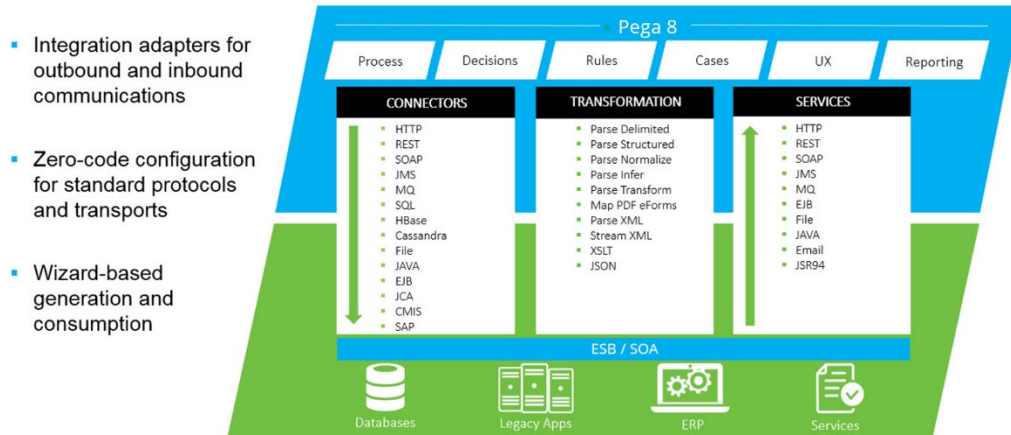 Integration adapters for
outbound and inbound
communications
Zero-code configuration
for standard protocols
and transports
Wizard-based
generation and
consumption
Pega 8
Process Decisions Rules Cases UX Reporting
CONNECTORS
HTTP
REST
SOAP
JMS
MQ
SQL
HBase
Cassandra
File
JAVA
EJB
JCA
CMIS
SAP
TRANSFORMATION
Parse Delimited
Parse Structured
Parse Normalize
Parse Infer
Parse Transform
Map PDF eForms
Parse XML
Stream XML
XSLT
JSON
SERVICES
HTTP
REST
SOAP
JMS
MQ
EJB
File
JAVA
Email
JSR94
ESB / SOA
Databases Legacy Apps ERP Services